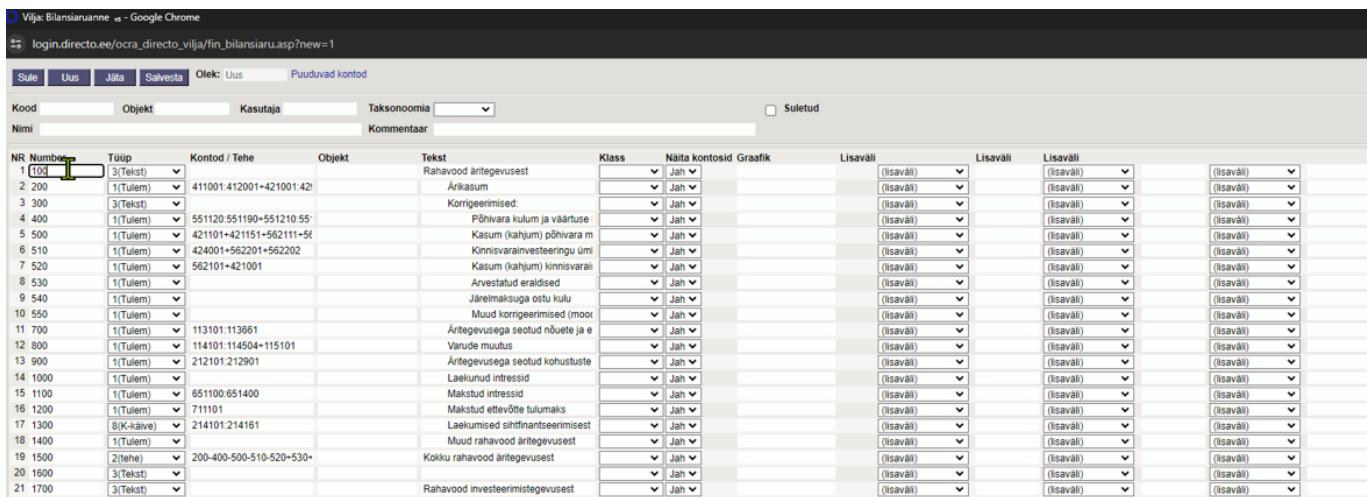 Vilja: Bilansiaruanne vs - Google Chrome
login.directo.ee/ocra_directo_vilja/fin_bilansiaru.asp?new=1
Sule Uus Jäta Salvesta Olek: Uus Puuduvad kontod
Kood Objekt Kasutaja Taksonoomia Suletud
Nimi Kommentaar
NR Number Tüüp Kontod / Tehe Objekt Tekst Klass Näita kontosid Graafik Lisaväli Lisaväli Lisaväli
1 100 3(Tekst) Rahavood äritegevusest Jah (lisaväli) (lisaväli) (lisaväli)
2 200 1(Tulem) 411001:412001+421001:42 Ärikasum Jah (lisaväli) (lisaväli) (lisaväli)
3 300 3(Tekst) Korrigeerimised: Jah (lisaväli) (lisaväli) (lisaväli)
4 400 1(Tulem) 551120:551190+551210:55 Põhivara kulum ja väärtuse Jah (lisaväli) (lisaväli) (lisaväli)
5 500 1(Tulem) 421101+421151+562111+56 Kasum (kahjum) põhivara m Jah (lisaväli) (lisaväli) (lisaväli)
6 510 1(Tulem) 424001+562201+562202 Kinnisvarainvesteeringu üml Jah (lisaväli) (lisaväli) (lisaväli)
7 520 1(Tulem) 562101+421001 Kasum (kahjum) kinnisvarai Jah (lisaväli) (lisaväli) (lisaväli)
8 530 1(Tulem) Arvestatud eraldised Jah (lisaväli) (lisaväli) (lisaväli)
9 540 1(Tulem) Järelmaksuga ostu kulu Jah (lisaväli) (lisaväli) (lisaväli)
10 550 1(Tulem) Muud korrigeerimised (mood Jah (lisaväli) (lisaväli) (lisaväli)
11 700 1(Tulem) 113101:113661 Äritegevusega seotud nõuete ja e Jah (lisaväli) (lisaväli) (lisaväli)
12 800 1(Tulem) 114101:114504+115101 Varude muutus Jah (lisaväli) (lisaväli) (lisaväli)
13 900 1(Tulem) 212101:212901 Äritegevusega seotud kohustuste Jah (lisaväli) (lisaväli) (lisaväli)
14 1000 1(Tulem) Laekunud intressid Jah (lisaväli) (lisaväli) (lisaväli)
15 1100 1(Tulem) 651100:651400 Makstud intressid Jah (lisaväli) (lisaväli) (lisaväli)
16 1200 1(Tulem) 711101 Makstud ettevõtte tulumaks Jah (lisaväli) (lisaväli) (lisaväli)
17 1300 8(K-käive) 214101:214161 Laekumised sihtfinantseerimisest Jah (lisaväli) (lisaväli) (lisaväli)
18 1400 1(Tulem) Muud rahavood äritegevusest Jah (lisaväli) (lisaväli) (lisaväli)
19 1500 2(tehe) 200-400-500-510-520+530+ Kokku rahavood äritegevusest Jah (lisaväli) (lisaväli) (lisaväli)
20 1600 3(Tekst) Jah (lisaväli) (lisaväli) (lisaväli)
21 1700 3(Tekst) Rahavood investeerimistegevusest Jah (lisaväli) (lisaväli) (lisaväli)